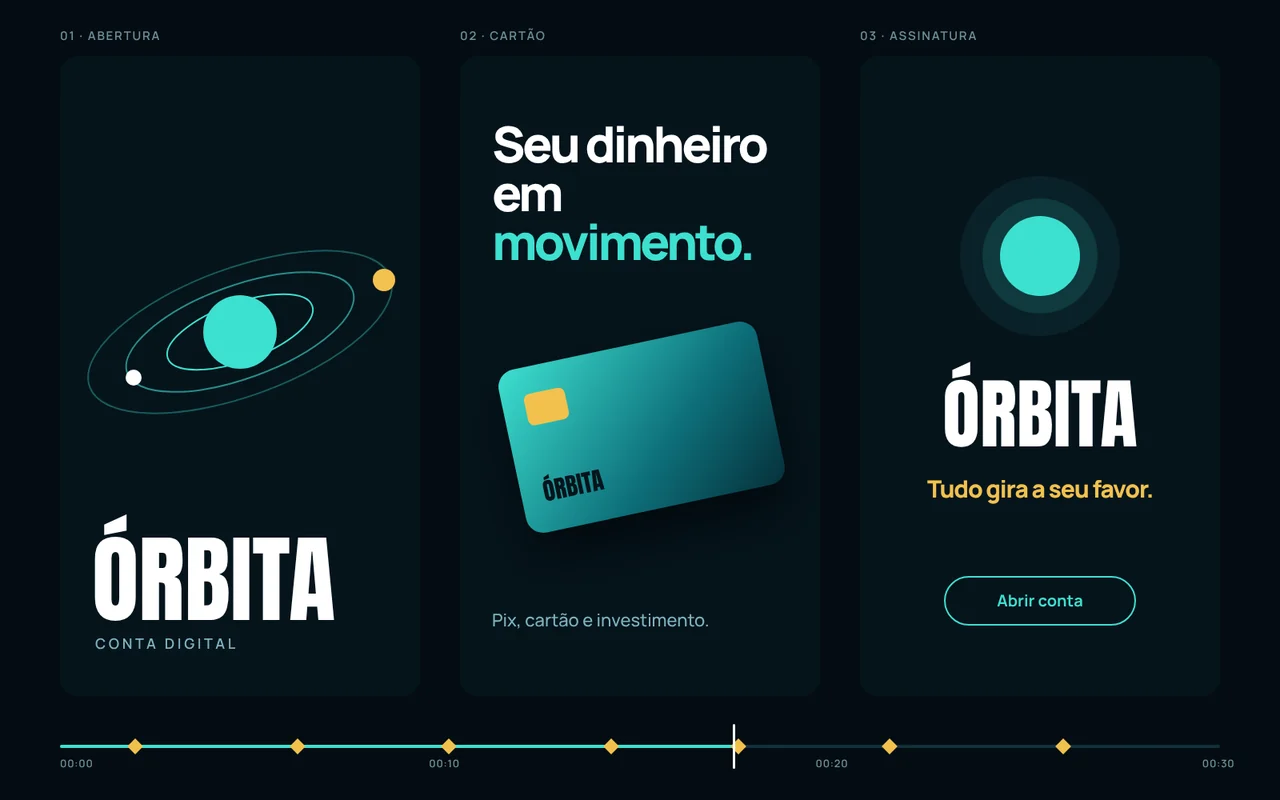 01 · ABERTURA
ÓRBITA
CONTA DIGITAL
02 · CARTÃO
Seu dinheiro
em
movimento.
ÓRBITA
Pix, cartão e investimento.
03 · ASSINATURA
ÓRBITA
Tudo gira a seu favor.
Abrir conta
00:00
00:10
00:20
00:30